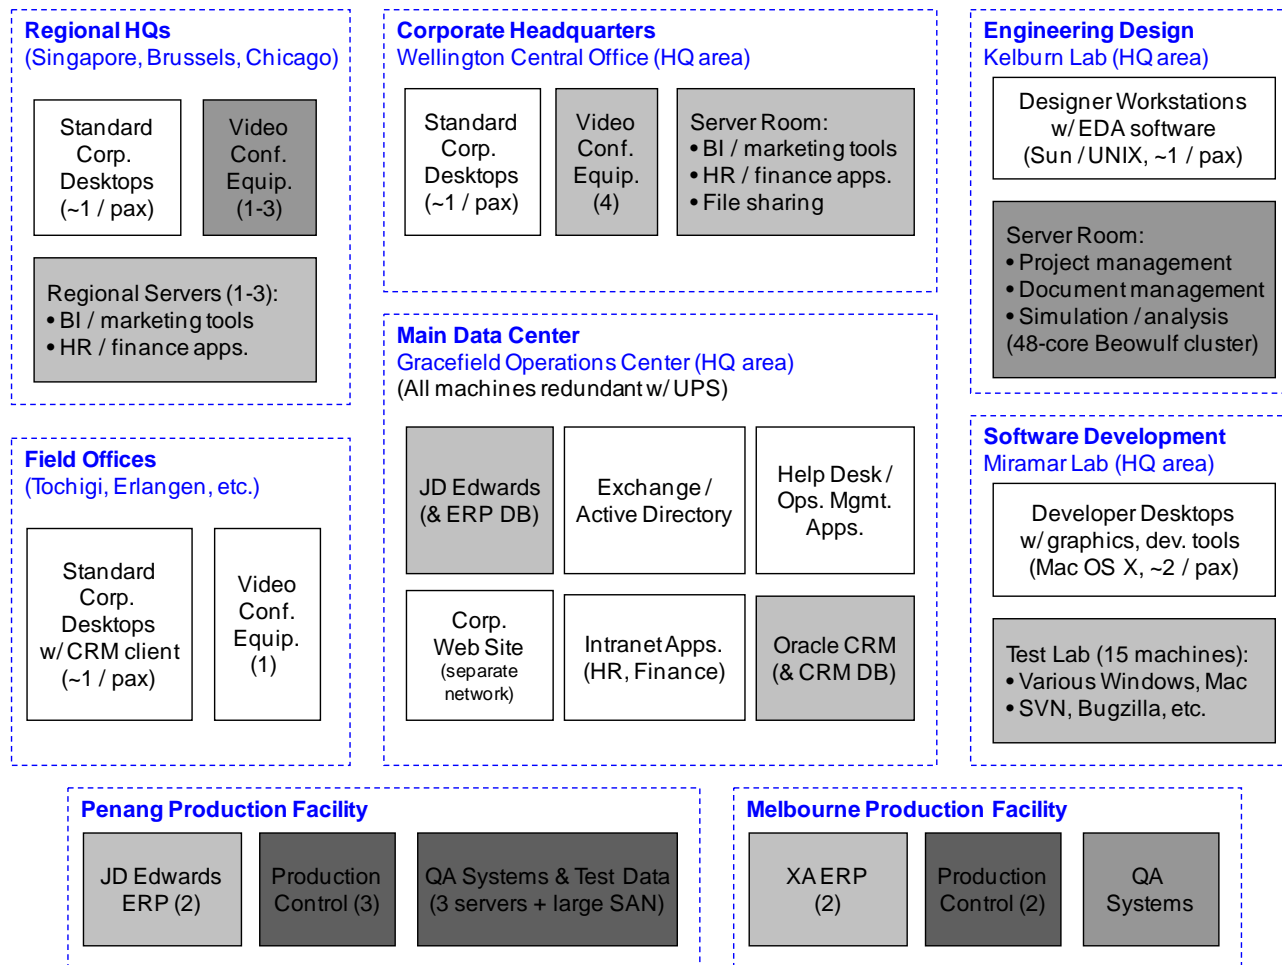 Regional HQs
(Singapore, Brussels, Chicago)
Standard
Corp.
Desktops
(~1 / pax)
Video
Conf.
Equip.
(1-3)
Regional Servers (1-3):
• BI / marketing tools
• HR / finance apps.
Corporate Headquarters
Wellington Central Office (HQ area)
Standard
Corp.
Desktops
(~1 / pax)
Video
Conf.
Equip.
(4)
Server Room:
• BI / marketing tools
• HR / finance apps.
• File sharing
Engineering Design
Kelburn Lab (HQ area)
Designer Workstations
w/ EDA software
(Sun / UNIX, ~1 / pax)
Server Room:
• Project management
• Document management
• Simulation / analysis
(48-core Beowulf cluster)
Main Data Center
Gracefield Operations Center (HQ area)
(All machines redundant w/ UPS)
JD Edwards
(& ERP DB)
Exchange /
Active Directory
Help Desk /
Ops. Mgmt.
Apps.
Corp.
Web Site
(separate
network)
Intranet Apps.
(HR, Finance)
Oracle CRM
(& CRM DB)
Field Offices
(Tochigi, Erlangen, etc.)
Standard
Corp.
Desktops
w/ CRM client
(~1 / pax)
Video
Conf.
Equip.
(1)
Software Development
Miramar Lab (HQ area)
Developer Desktops
w/ graphics, dev. tools
(Mac OS X, ~2 / pax)
Test Lab (15 machines):
• Various Windows, Mac
• SVN, Bugzilla, etc.
Penang Production Facility
JD Edwards
ERP (2)
Production
Control (3)
QA Systems & Test Data
(3 servers + large SAN)
Melbourne Production Facility
XA ERP
(2)
Production
Control (2)
QA
Systems